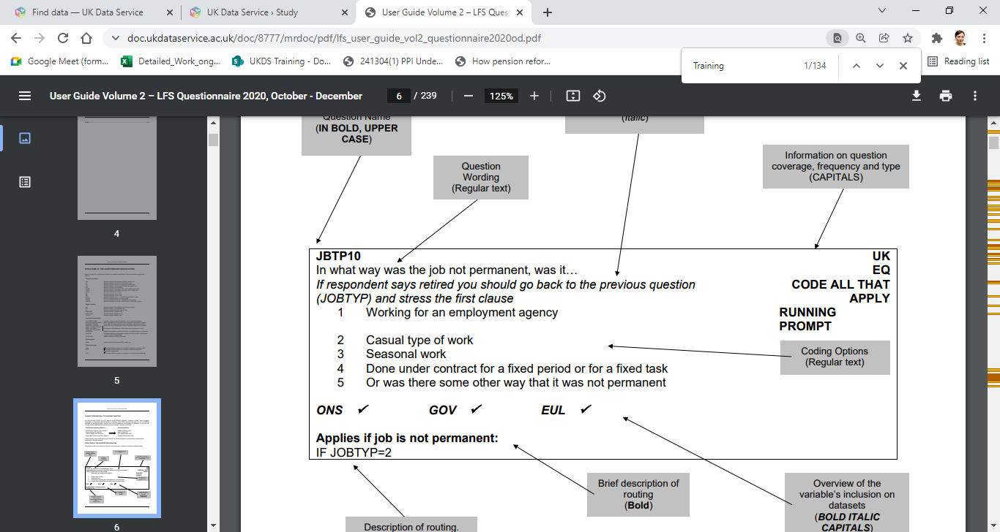 Find data — UK Data Service
UK Data Service › Study
User Guide Volume 2 – LFS Ques
doc.ukdataservice.ac.uk/doc/8777/mrdoc/pdf/lfs_user_guide_vol2_questionnaire2020od.pdf
Google Meet (form...
Detailed_Work_ong...
UKDS Training - Do...
241304(1) PPI Unde...
How pension refor...
Reading list
Training 1/134
User Guide Volume 2 – LFS Questionnaire 2020, October - December
6 / 239
125%
4
5
6
Question Name
(IN BOLD, UPPER
CASE)
(Italic)
Question
Wording
(Regular text)
Information on question
coverage, frequency and type
(CAPITALS)
JBTP10 UK
In what way was the job not permanent, was it… EQ
If respondent says retired you should go back to the previous question CODE ALL THAT
(JOBTYP) and stress the first clause APPLY
1 Working for an employment agency RUNNING
PROMPT
2 Casual type of work
3 Seasonal work
4 Done under contract for a fixed period or for a fixed task
5 Or was there some other way that it was not permanent
Coding Options
(Regular text)
ONS ✓ GOV ✓ EUL ✓
Applies if job is not permanent:
IF JOBTYP=2
Brief description of
routing
(Bold)
Overview of the
variable's inclusion on
datasets
(BOLD ITALIC
CAPITALS)
Description of routing.